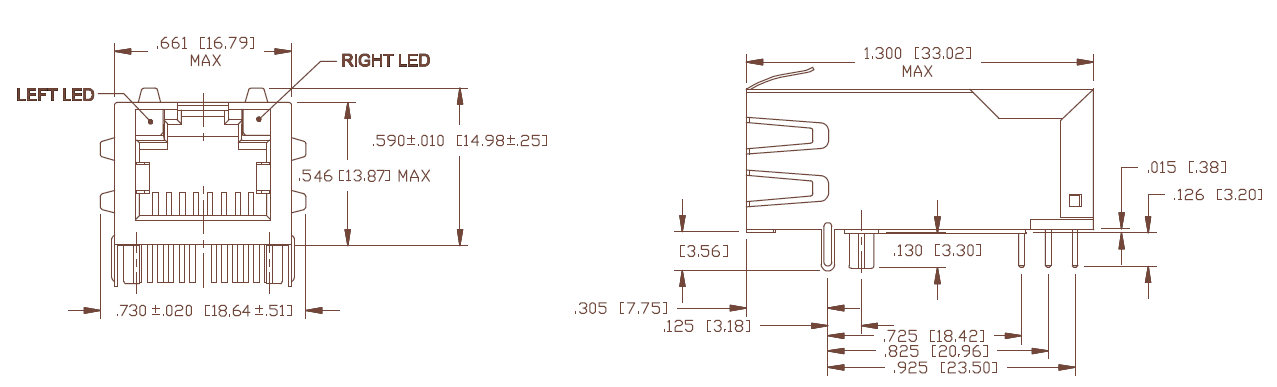 .661 [16.79]
MAX
RIGHT LED
LEFT LED
.590±.010 [14.98±.25]
.546 [13.87] MAX
.730±.020 [18.64±.51]
1.300 [33.02]
MAX
.015 [.38]
.126 [3.20]
[3.56]
.130 [3.30]
.305 [7.75]
.125 [3.18]
.725 [18.42]
.825 [20.96]
.925 [23.50]